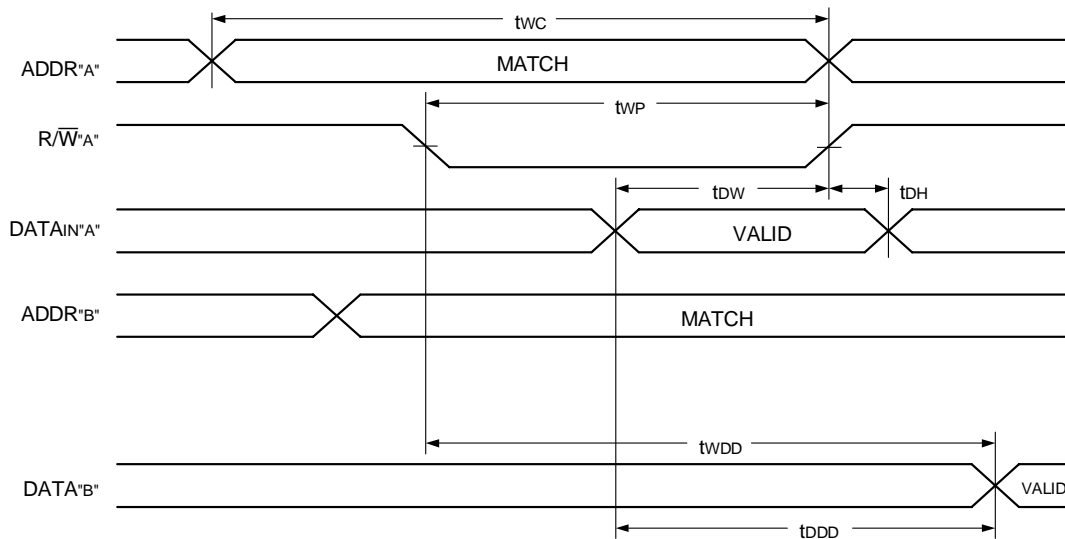 tWC
ADDR"A"
MATCH
tWP
R/W̅"A"
tDW
tDH
DATAIN"A"
VALID
ADDR"B"
MATCH
tWDD
DATA"B"
VALID
tDDD